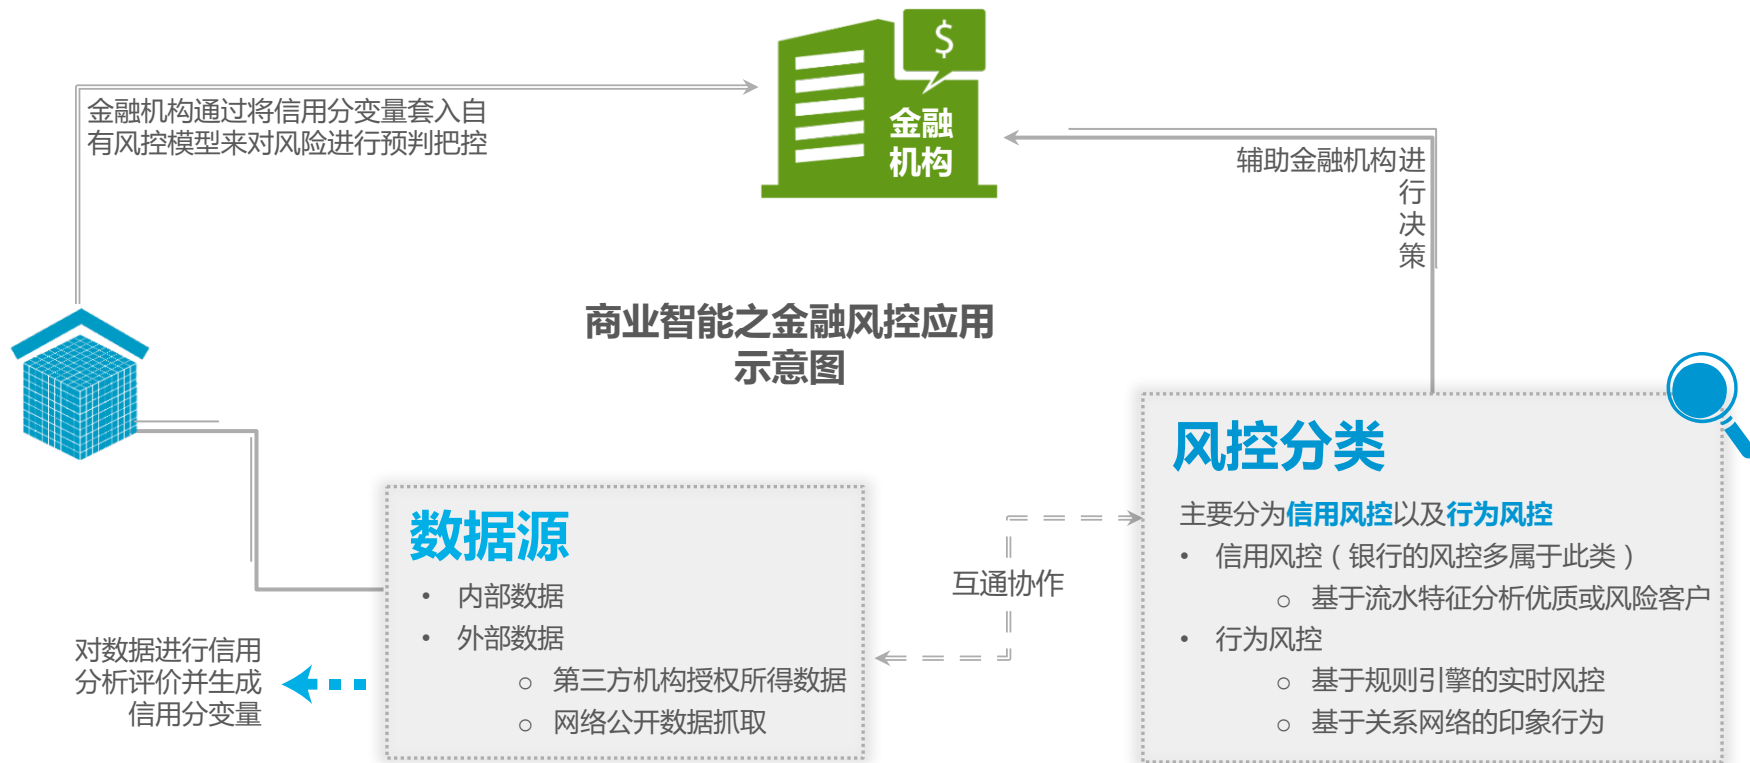 $
金融
机构
金融机构通过将信用分变量套入自
有风控模型来对风险进行预判把控
辅助金融机构进
行
决
策
商业智能之金融风控应用
示意图
风控分类
主要分为信用风控以及行为风控
• 信用风控（银行的风控多属于此类）
○ 基于流水特征分析优质或风险客户
• 行为风控
○ 基于规则引擎的实时风控
○ 基于关系网络的印象行为
数据源
• 内部数据
• 外部数据
○ 第三方机构授权所得数据
○ 网络公开数据抓取
互通协作
对数据进行信用
分析评价并生成
信用分变量